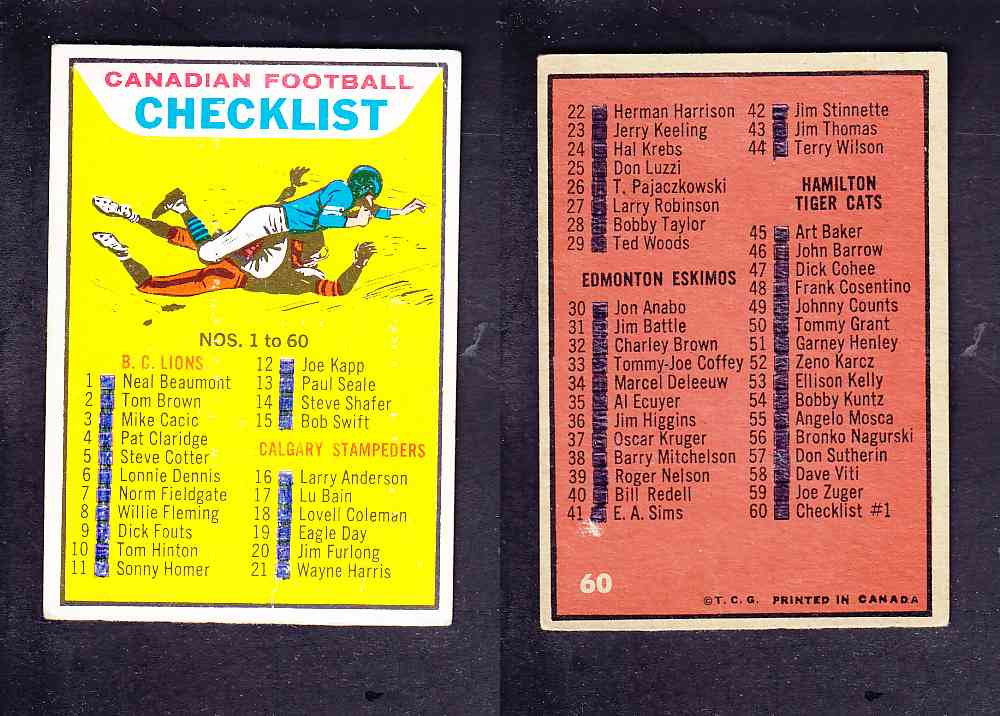 CANADIAN FOOTBALL
CHECKLIST
NOS. 1 to 60
B. C. LIONS
1 Neal Beaumont
2 Tom Brown
3 Mike Cacic
4 Pat Claridge
5 Steve Cotter
6 Lonnie Dennis
7 Norm Fieldgate
8 Willie Fleming
9 Dick Fouts
10 Tom Hinton
11 Sonny Homer
12 Joe Kapp
13 Paul Seale
14 Steve Shafer
15 Bob Swift
CALGARY STAMPEDERS
16 Larry Anderson
17 Lu Bain
18 Lovell Coleman
19 Eagle Day
20 Jim Furlong
21 Wayne Harris
22 Herman Harrison
23 Jerry Keeling
24 Hal Krebs
25 Don Luzzi
26 T. Pajaczkowski
27 Larry Robinson
28 Bobby Taylor
29 Ted Woods
EDMONTON ESKIMOS
30 Jon Anabo
31 Jim Battle
32 Charley Brown
33 Tommy-Joe Coffey
34 Marcel Deleeuw
35 Al Ecuyer
36 Jim Higgins
37 Oscar Kruger
38 Barry Mitchelson
39 Roger Nelson
40 Bill Redell
41 E. A. Sims
42 Jim Stinnette
43 Jim Thomas
44 Terry Wilson
HAMILTON
TIGER CATS
45 Art Baker
46 John Barrow
47 Dick Cohee
48 Frank Cosentino
49 Johnny Counts
50 Tommy Grant
51 Garney Henley
52 Zeno Karcz
53 Ellison Kelly
54 Bobby Kuntz
55 Angelo Mosca
56 Bronko Nagurski
57 Don Sutherin
58 Dave Viti
59 Joe Zuger
60 Checklist #1
60
© T. C. G. PRINTED IN CANADA